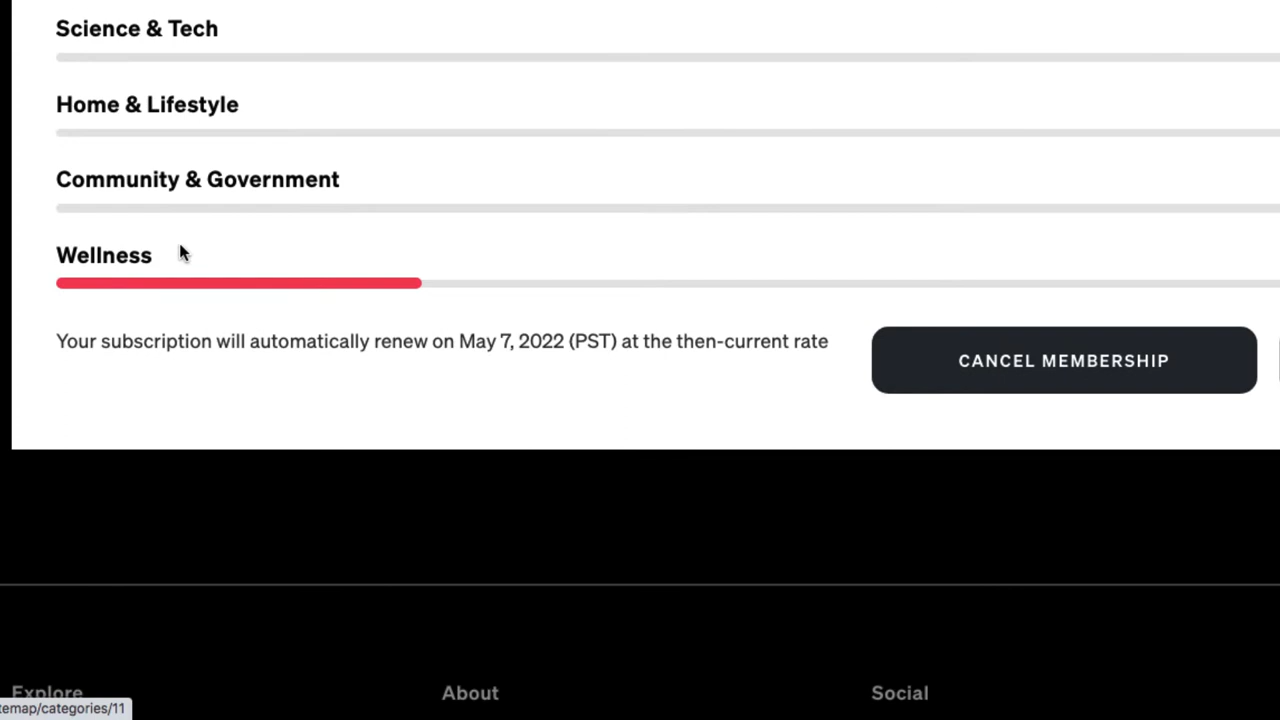 Science & Tech
Home & Lifestyle
Community & Government
Wellness
Your subscription will automatically renew on May 7, 2022 (PST) at the then-current rate
CANCEL MEMBERSHIP
Explore
About
Social
temap/categories/11